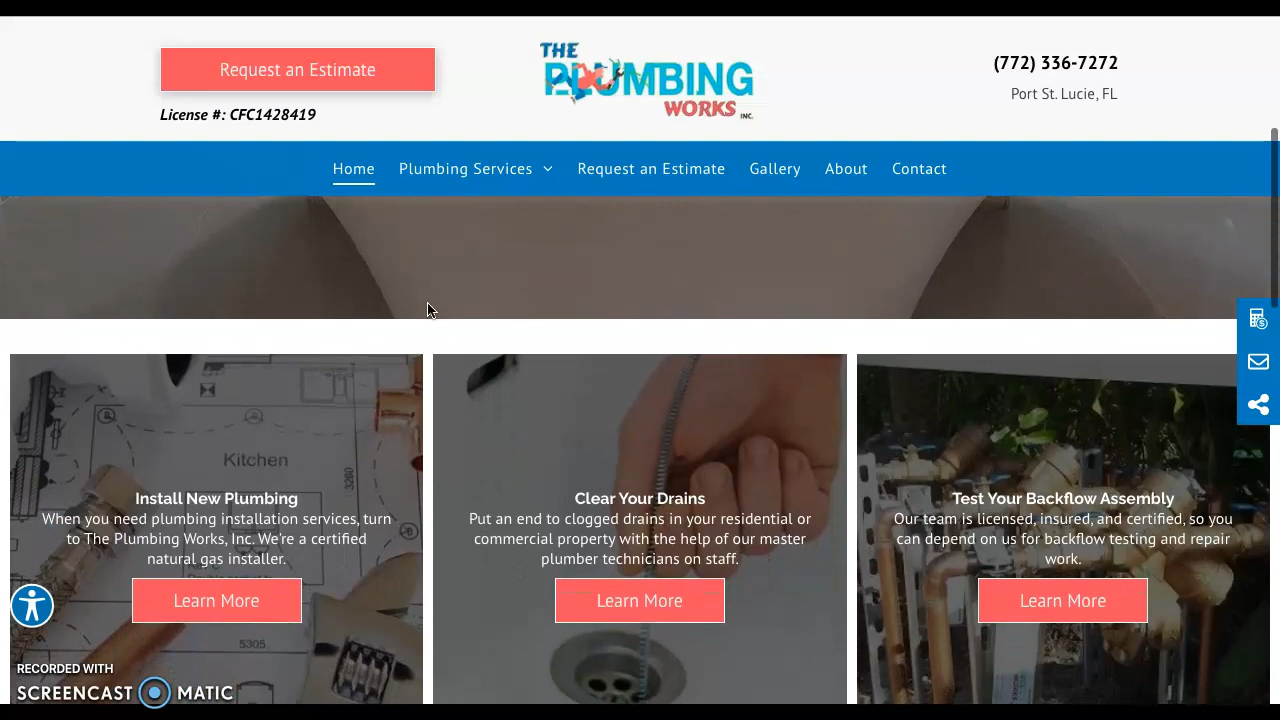 Request an Estimate
License #: CFC1428419
THE
PLUMBING
WORKS INC.
(772) 336-7272
Port St. Lucie, FL
Home Plumbing Services Request an Estimate Gallery About Contact
Kitchen
3280
Install New Plumbing
When you need plumbing installation services, turn
to The Plumbing Works, Inc. We're a certified
natural gas installer.
Learn More
5305
Clear Your Drains
Put an end to clogged drains in your residential or
commercial property with the help of our master
plumber technicians on staff.
Learn More
Test Your Backflow Assembly
Our team is licensed, insured, and certified, so you
can depend on us for backflow testing and repair
work.
Learn More
RECORDED WITH
SCREENCAST MATIC